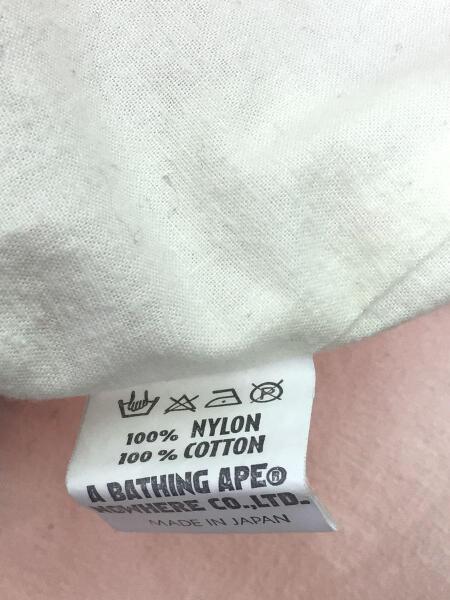 100% NYLON
100% COTTON
A BATHING APE®
NOWHERE CO.,LTD.
MADE IN JAPAN